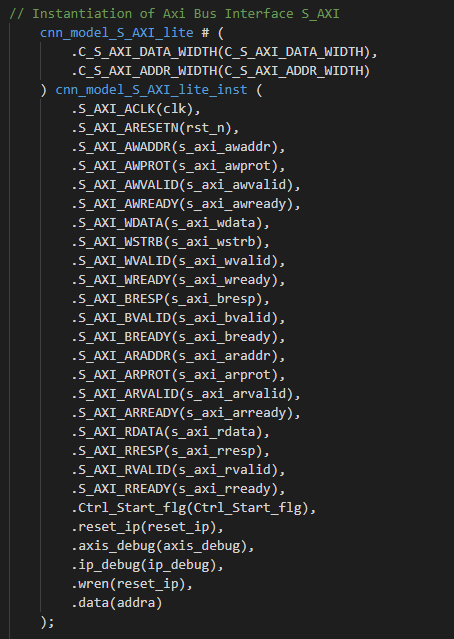 // Instantiation of Axi Bus Interface S_AXI
cnn_model_S_AXI_lite # (
.C_S_AXI_DATA_WIDTH(C_S_AXI_DATA_WIDTH),
.C_S_AXI_ADDR_WIDTH(C_S_AXI_ADDR_WIDTH)
) cnn_model_S_AXI_lite_inst (
.S_AXI_ACLK(clk),
.S_AXI_ARESETN(rst_n),
.S_AXI_AWADDR(s_axi_awaddr),
.S_AXI_AWPROT(s_axi_awprot),
.S_AXI_AWVALID(s_axi_awvalid),
.S_AXI_AWREADY(s_axi_awready),
.S_AXI_WDATA(s_axi_wdata),
.S_AXI_WSTRB(s_axi_wstrb),
.S_AXI_WVALID(s_axi_wvalid),
.S_AXI_WREADY(s_axi_wready),
.S_AXI_BRESP(s_axi_bresp),
.S_AXI_BVALID(s_axi_bvalid),
.S_AXI_BREADY(s_axi_bready),
.S_AXI_ARADDR(s_axi_araddr),
.S_AXI_ARPROT(s_axi_arprot),
.S_AXI_ARVALID(s_axi_arvalid),
.S_AXI_ARREADY(s_axi_arready),
.S_AXI_RDATA(s_axi_rdata),
.S_AXI_RRESP(s_axi_rresp),
.S_AXI_RVALID(s_axi_rvalid),
.S_AXI_RREADY(s_axi_rready),
.Ctrl_Start_flg(Ctrl_Start_flg),
.reset_ip(reset_ip),
.axis_debug(axis_debug),
.ip_debug(ip_debug),
.wren(reset_ip),
.data(addra)
);